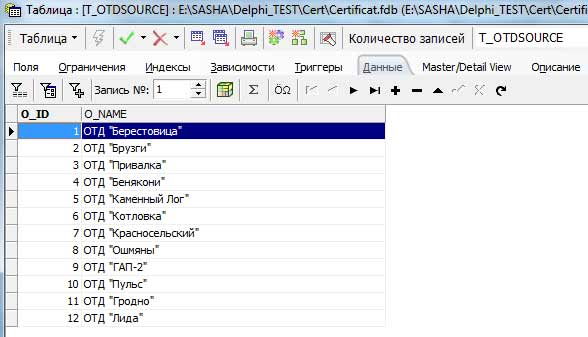 Таблица : [T_OTDSOURCE] : E:\SASHA\Delphi_TEST\Cert\Certificat.fdb (E:\SASHA\Delphi_TEST\Cert\Certifi
Таблица Количество записей T_OTDSOURCE
Поля Ограничения Индексы Зависимости Триггеры Данные Master/Detail View Описание
Запись №: 1 Σ ÖΩ
O_ID O_NAME
1 ОТД "Берестовица"
2 ОТД "Брузги"
3 ОТД "Привалка"
4 ОТД "Бенякони"
5 ОТД "Каменный Лог"
6 ОТД "Котловка"
7 ОТД "Красносельский"
8 ОТД "Ошмяны"
9 ОТД "ГАП-2"
10 ОТД "Пульс"
11 ОТД "Гродно"
12 ОТД "Лида"